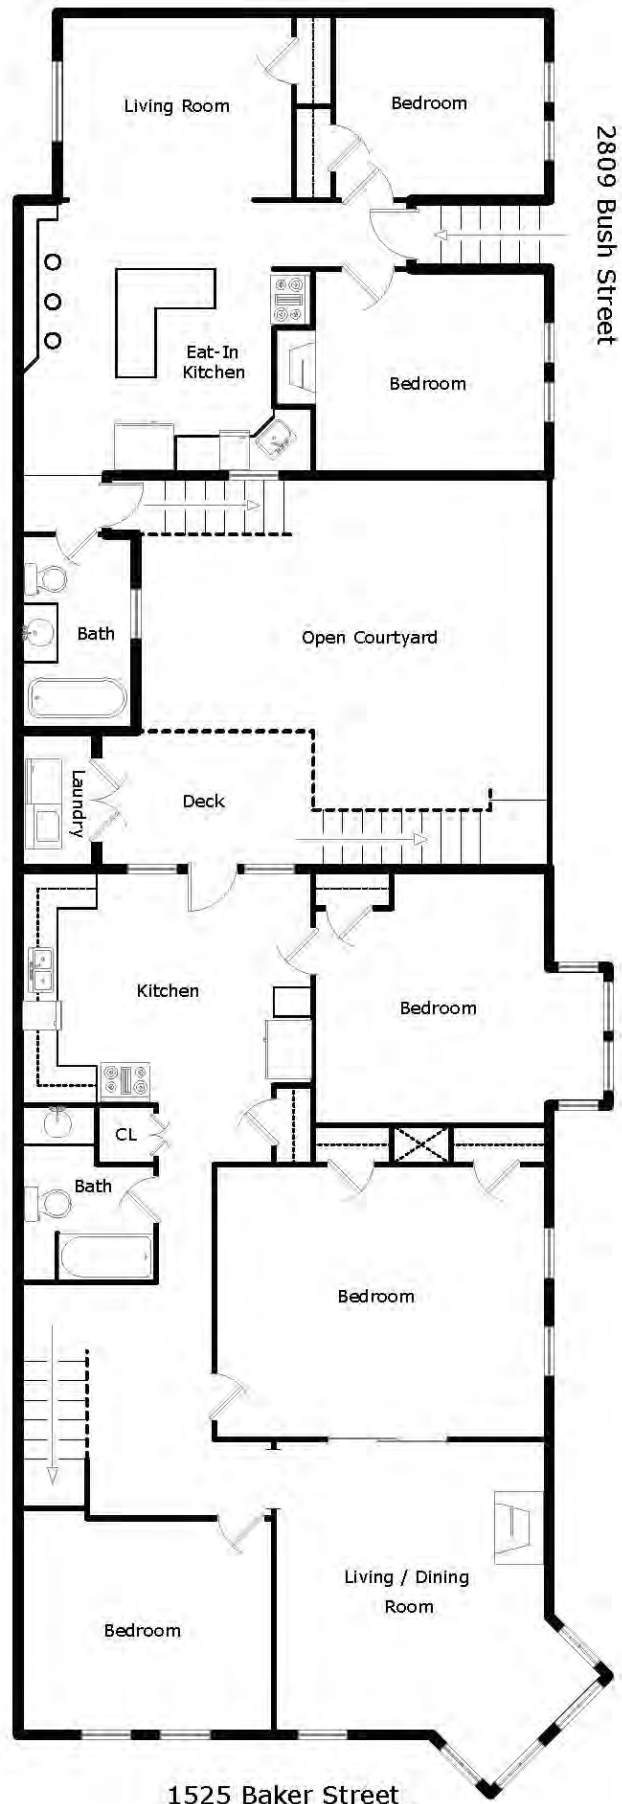 Living Room
Bedroom
2809 Bush Street
Eat-In
Kitchen
Bedroom
Bath
Open Courtyard
Laundry
Deck
Kitchen
Bedroom
CL
Bath
Bedroom
Living / Dining
Room
Bedroom
1525 Baker Street